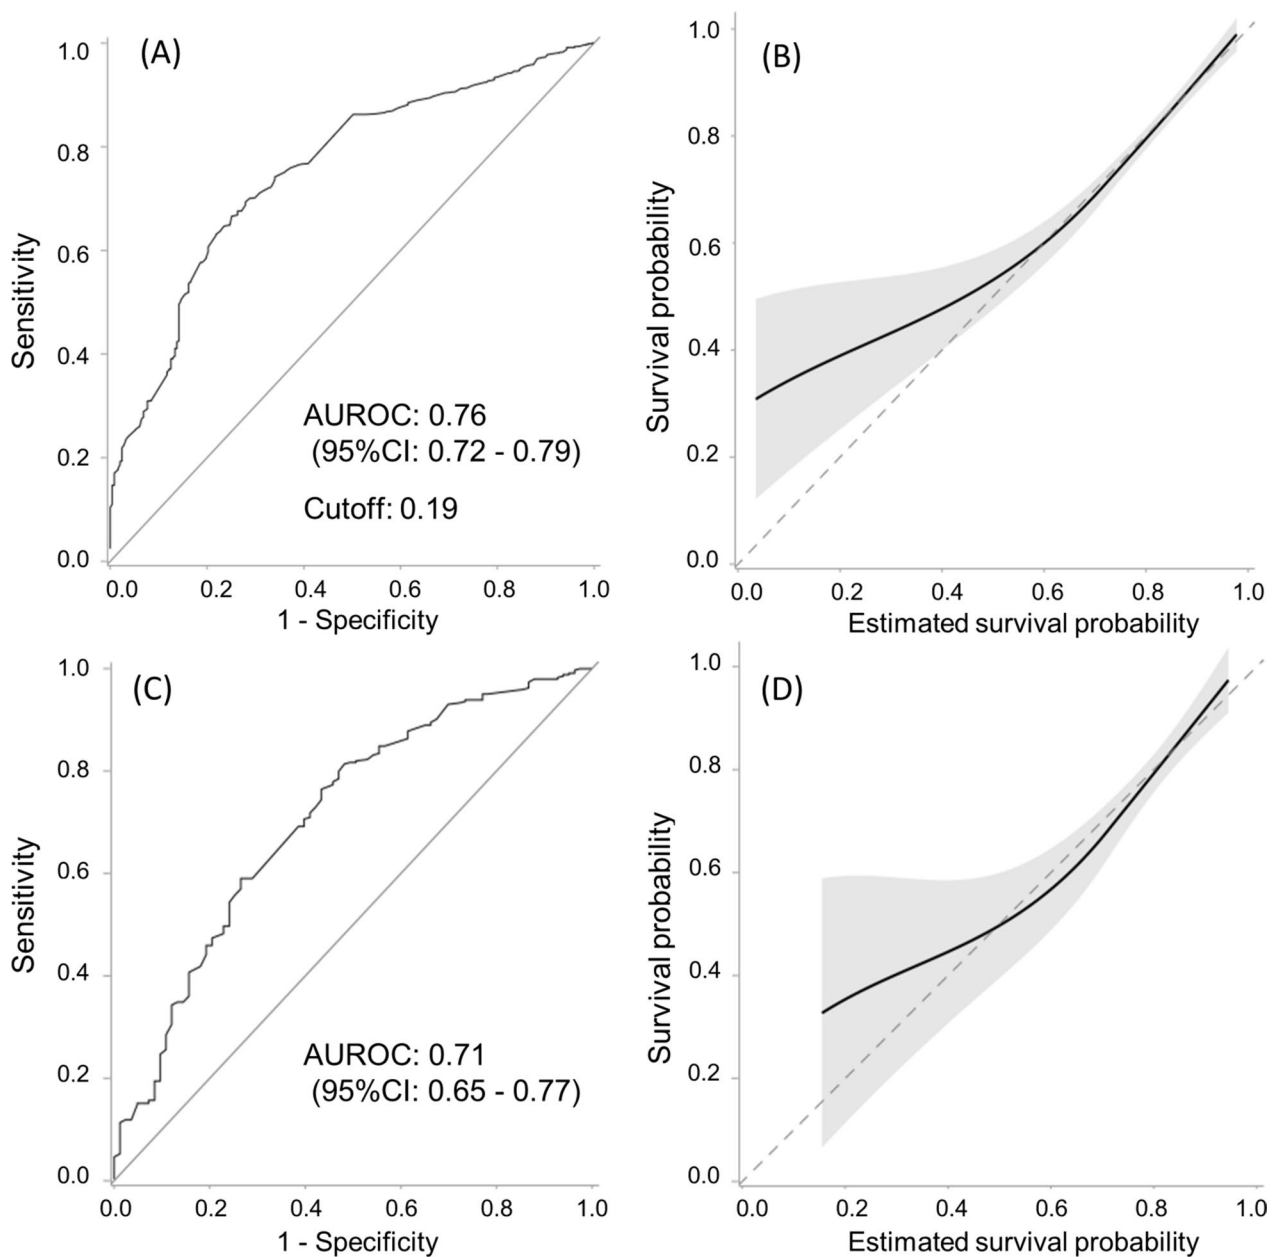 (A)
1.0
0.8
0.6
0.4
0.2
0.0
Sensitivity
AUROC: 0.76
(95%CI: 0.72 - 0.79)
Cutoff: 0.19
0.0 0.2 0.4 0.6 0.8 1.0
1 - Specificity
(B)
1.0
0.8
0.6
0.4
0.2
0.0
Survival probability
0.0 0.2 0.4 0.6 0.8 1.0
Estimated survival probability
(C)
1.0
0.8
0.6
0.4
0.2
0.0
Sensitivity
AUROC: 0.71
(95%CI: 0.65 - 0.77)
0.0 0.2 0.4 0.6 0.8 1.0
1 - Specificity
(D)
1.0
0.8
0.6
0.4
0.2
0.0
Survival probability
0.0 0.2 0.4 0.6 0.8 1.0
Estimated survival probability